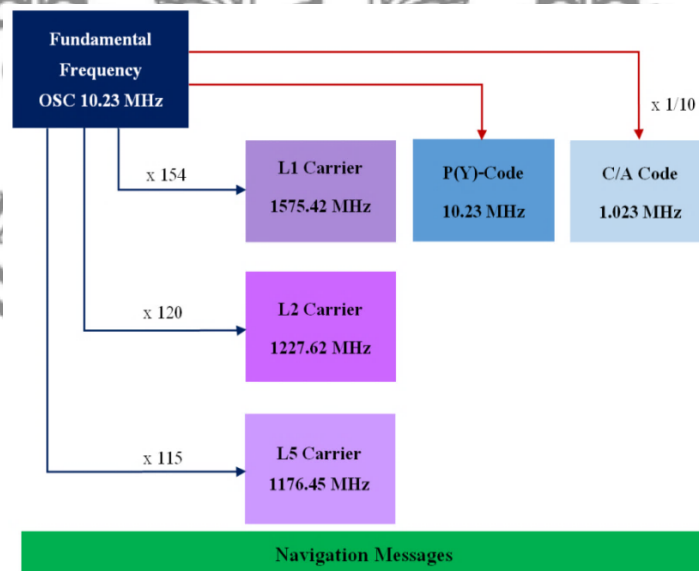 Fundamental
Frequency
OSC 10.23 MHz
x 1/10
x 154
L1 Carrier
1575.42 MHz
P(Y)-Code
10.23 MHz
C/A Code
1.023 MHz
x 120
L2 Carrier
1227.62 MHz
x 115
L5 Carrier
1176.45 MHz
Navigation Messages